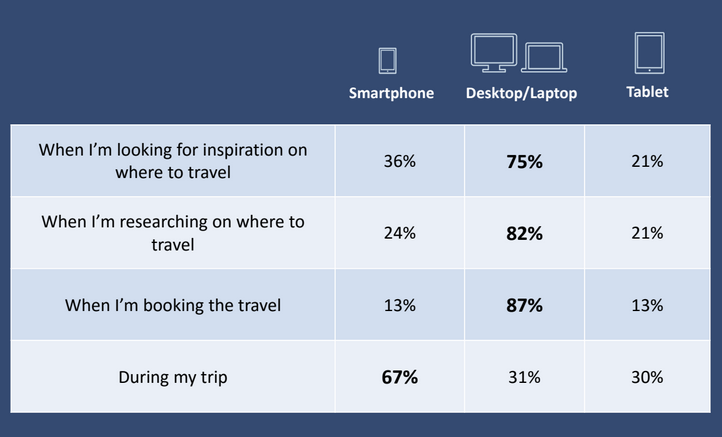 Smartphone Desktop/Laptop Tablet
When I’m looking for inspiration on
where to travel
36% 75% 21%
When I’m researching on where to
travel
24% 82% 21%
When I’m booking the travel 13% 87% 13%
During my trip 67% 31% 30%